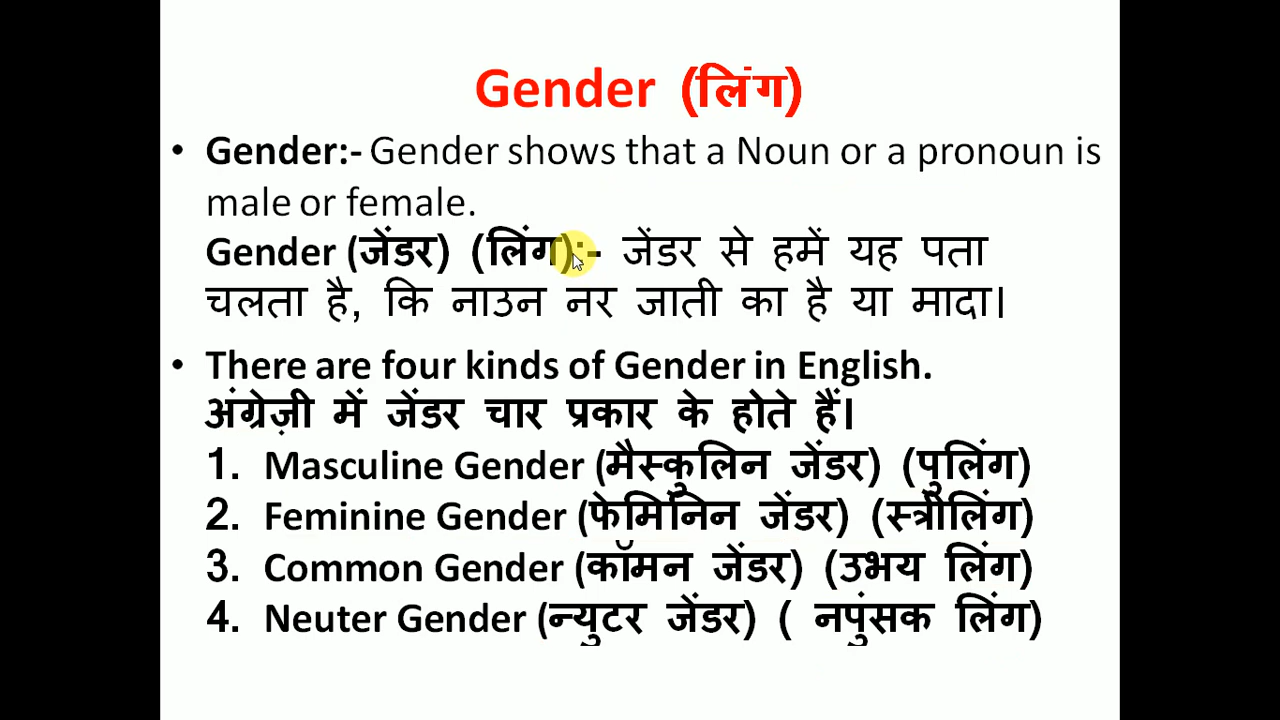 Gender (लिंग)
• Gender:- Gender shows that a Noun or a pronoun is
male or female.
Gender (जेंडर) (लिंग):- जेंडर से हमें यह पता
चलता है, कि नाउन नर जाती का है या मादा।
• There are four kinds of Gender in English.
अंग्रेज़ी में जेंडर चार प्रकार के होते हैं।
1. Masculine Gender (मैस्कुलिन जेंडर) (पुलिंग)
2. Feminine Gender (फेमिनिन जेंडर) (स्त्रीलिंग)
3. Common Gender (कॉमन जेंडर) (उभय लिंग)
4. Neuter Gender (न्युटर जेंडर) ( नपुंसक लिंग)